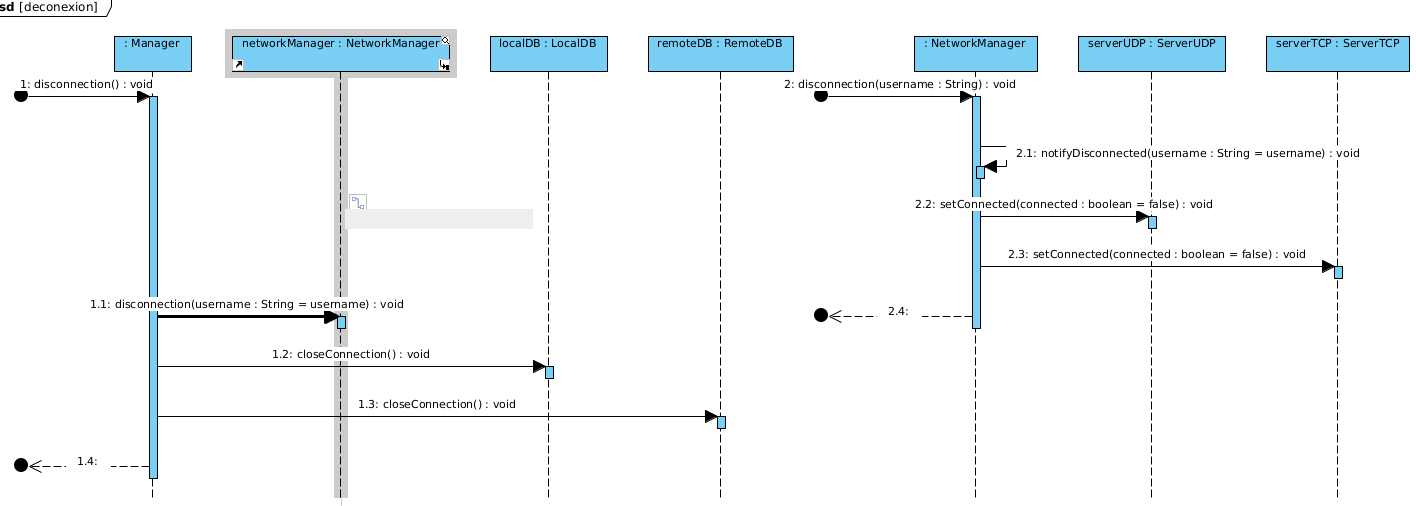 sd [deconexion]
: Manager
networkManager : NetworkManager
localDB : LocalDB
remoteDB : RemoteDB
: NetworkManager
serverUDP : ServerUDP
serverTCP : ServerTCP
1: disconnection() : void
2: disconnection(username : String) : void
2.1: notifyDisconnected(username : String = username) : void
2.2: setConnected(connected : boolean = false) : void
2.3: setConnected(connected : boolean = false) : void
1.1: disconnection(username : String = username) : void
2.4:
1.2: closeConnection() : void
1.3: closeConnection() : void
1.4: